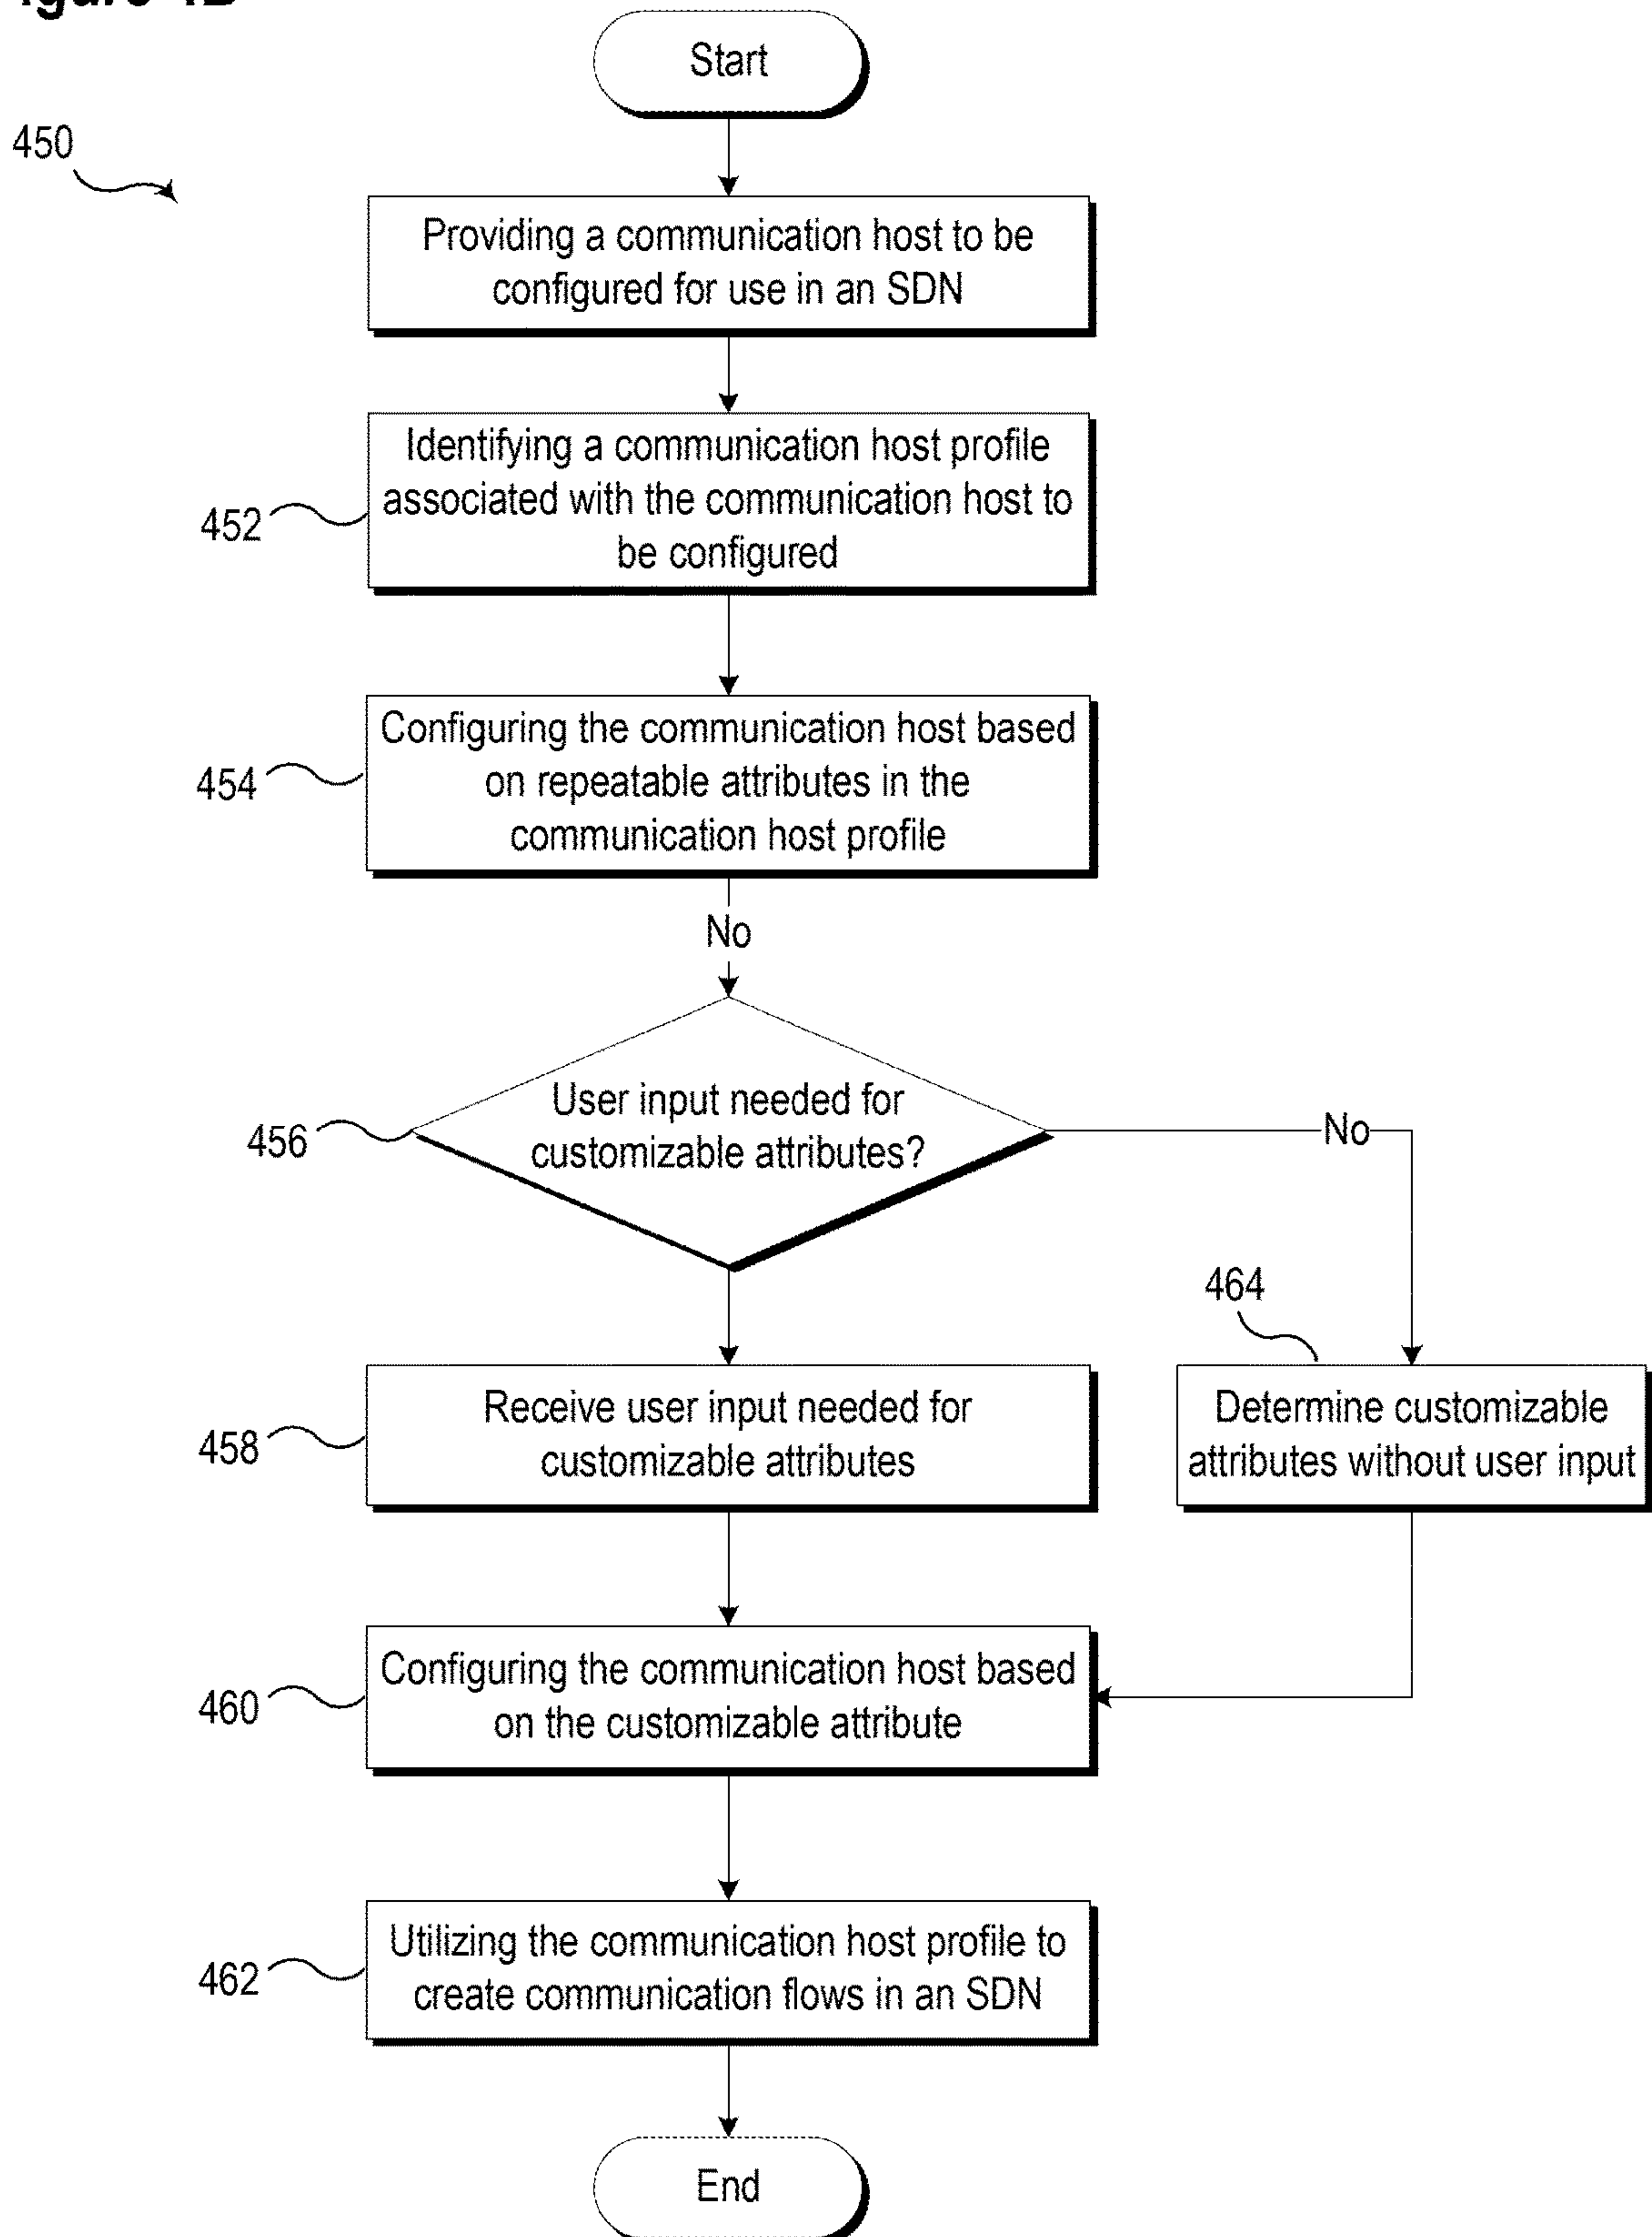 Start
450
Providing a communication host to be
configured for use in an SDN
Identifying a communication host profile
associated with the communication host to
be configured
452
Configuring the communication host based
on repeatable attributes in the
communication host profile
454
No
User input needed for
customizable attributes?
456
No
464
Receive user input needed for
customizable attributes
458
Determine customizable
attributes without user input
Configuring the communication host based
on the customizable attribute
460
Utilizing the communication host profile to
create communication flows in an SDN
462
End